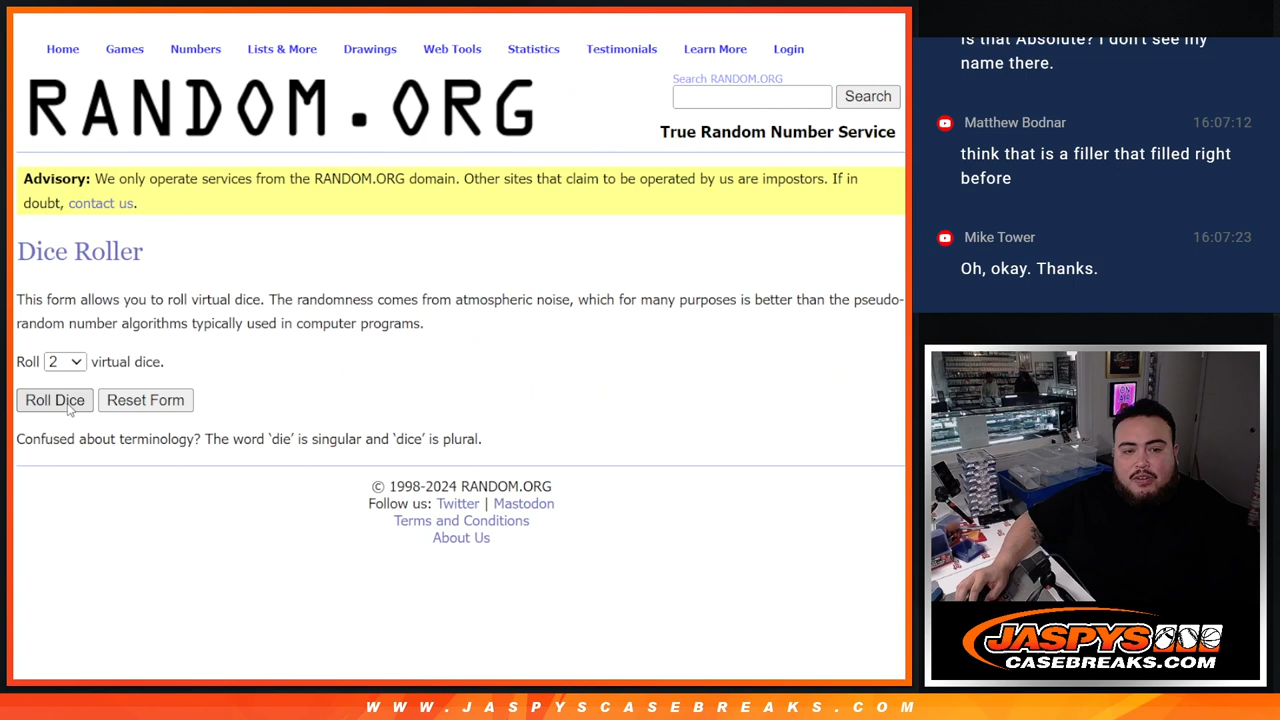 Home Games Numbers Lists & More Drawings Web Tools Statistics Testimonials Learn More Login
RANDOM.ORG
Search RANDOM.ORG
Search
True Random Number Service
Advisory: We only operate services from the RANDOM.ORG domain. Other sites that claim to be operated by us are impostors. If in
doubt, contact us.
Dice Roller
This form allows you to roll virtual dice. The randomness comes from atmospheric noise, which for many purposes is better than the pseudo-
random number algorithms typically used in computer programs.
Roll 2 virtual dice.
Roll Dice Reset Form
Confused about terminology? The word ‘die’ is singular and ‘dice’ is plural.
© 1998-2024 RANDOM.ORG
Follow us: Twitter | Mastodon
Terms and Conditions
About Us
is that Absolute? I don't see my
name there.
Matthew Bodnar 16:07:12
think that is a filler that filled right
before
Mike Tower 16:07:23
Oh, okay. Thanks.
ON
AIR
JASPYS
CASEBREAKS.COM
WWW.JASPYSCASEBREAKS.COM